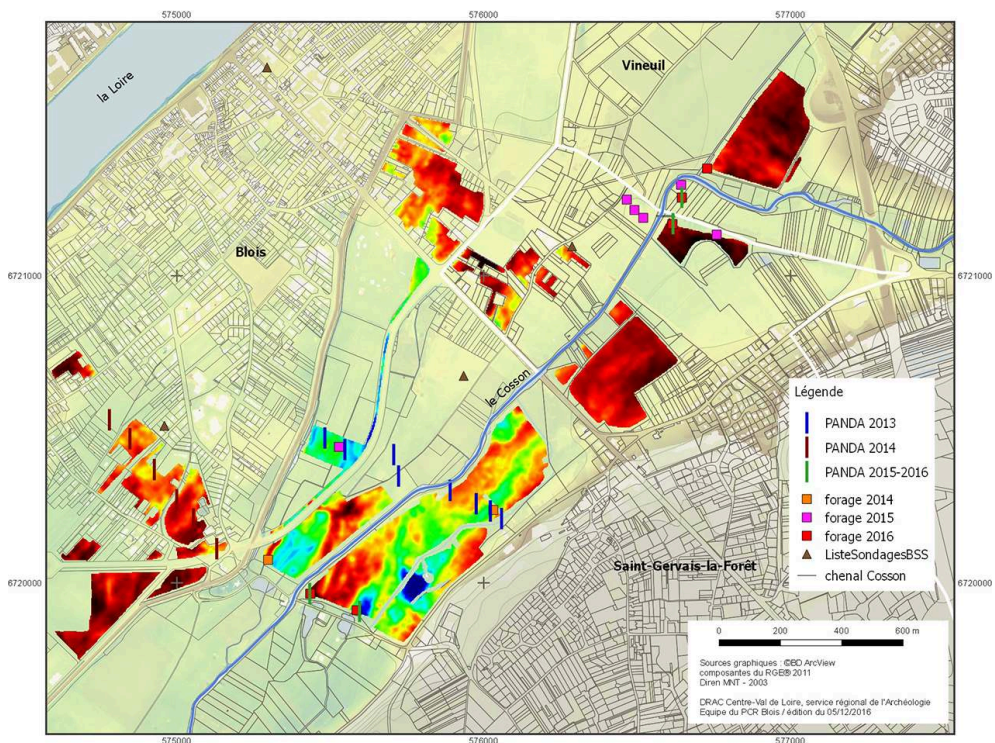 575000 576000 577000
la Loire
Vineuil
Blois
6721000 6721000
le Cosson
Légende
PANDA 2013
PANDA 2014
PANDA 2015-2016
forage 2014
forage 2015
forage 2016
ListeSondagesBSS
chenal Cosson
Saint-Gervais-la-Forêt
6720000 6720000
0 200 400 600 m
Sources graphiques : ©BD ArcView
composantes du RGE® 2011
Diren MNT - 2003
DRAC Centre-Val de Loire, service régional de l'Archéologie
Equipe du PCR Blois / édition du 05/12/2016
575000 576000 577000